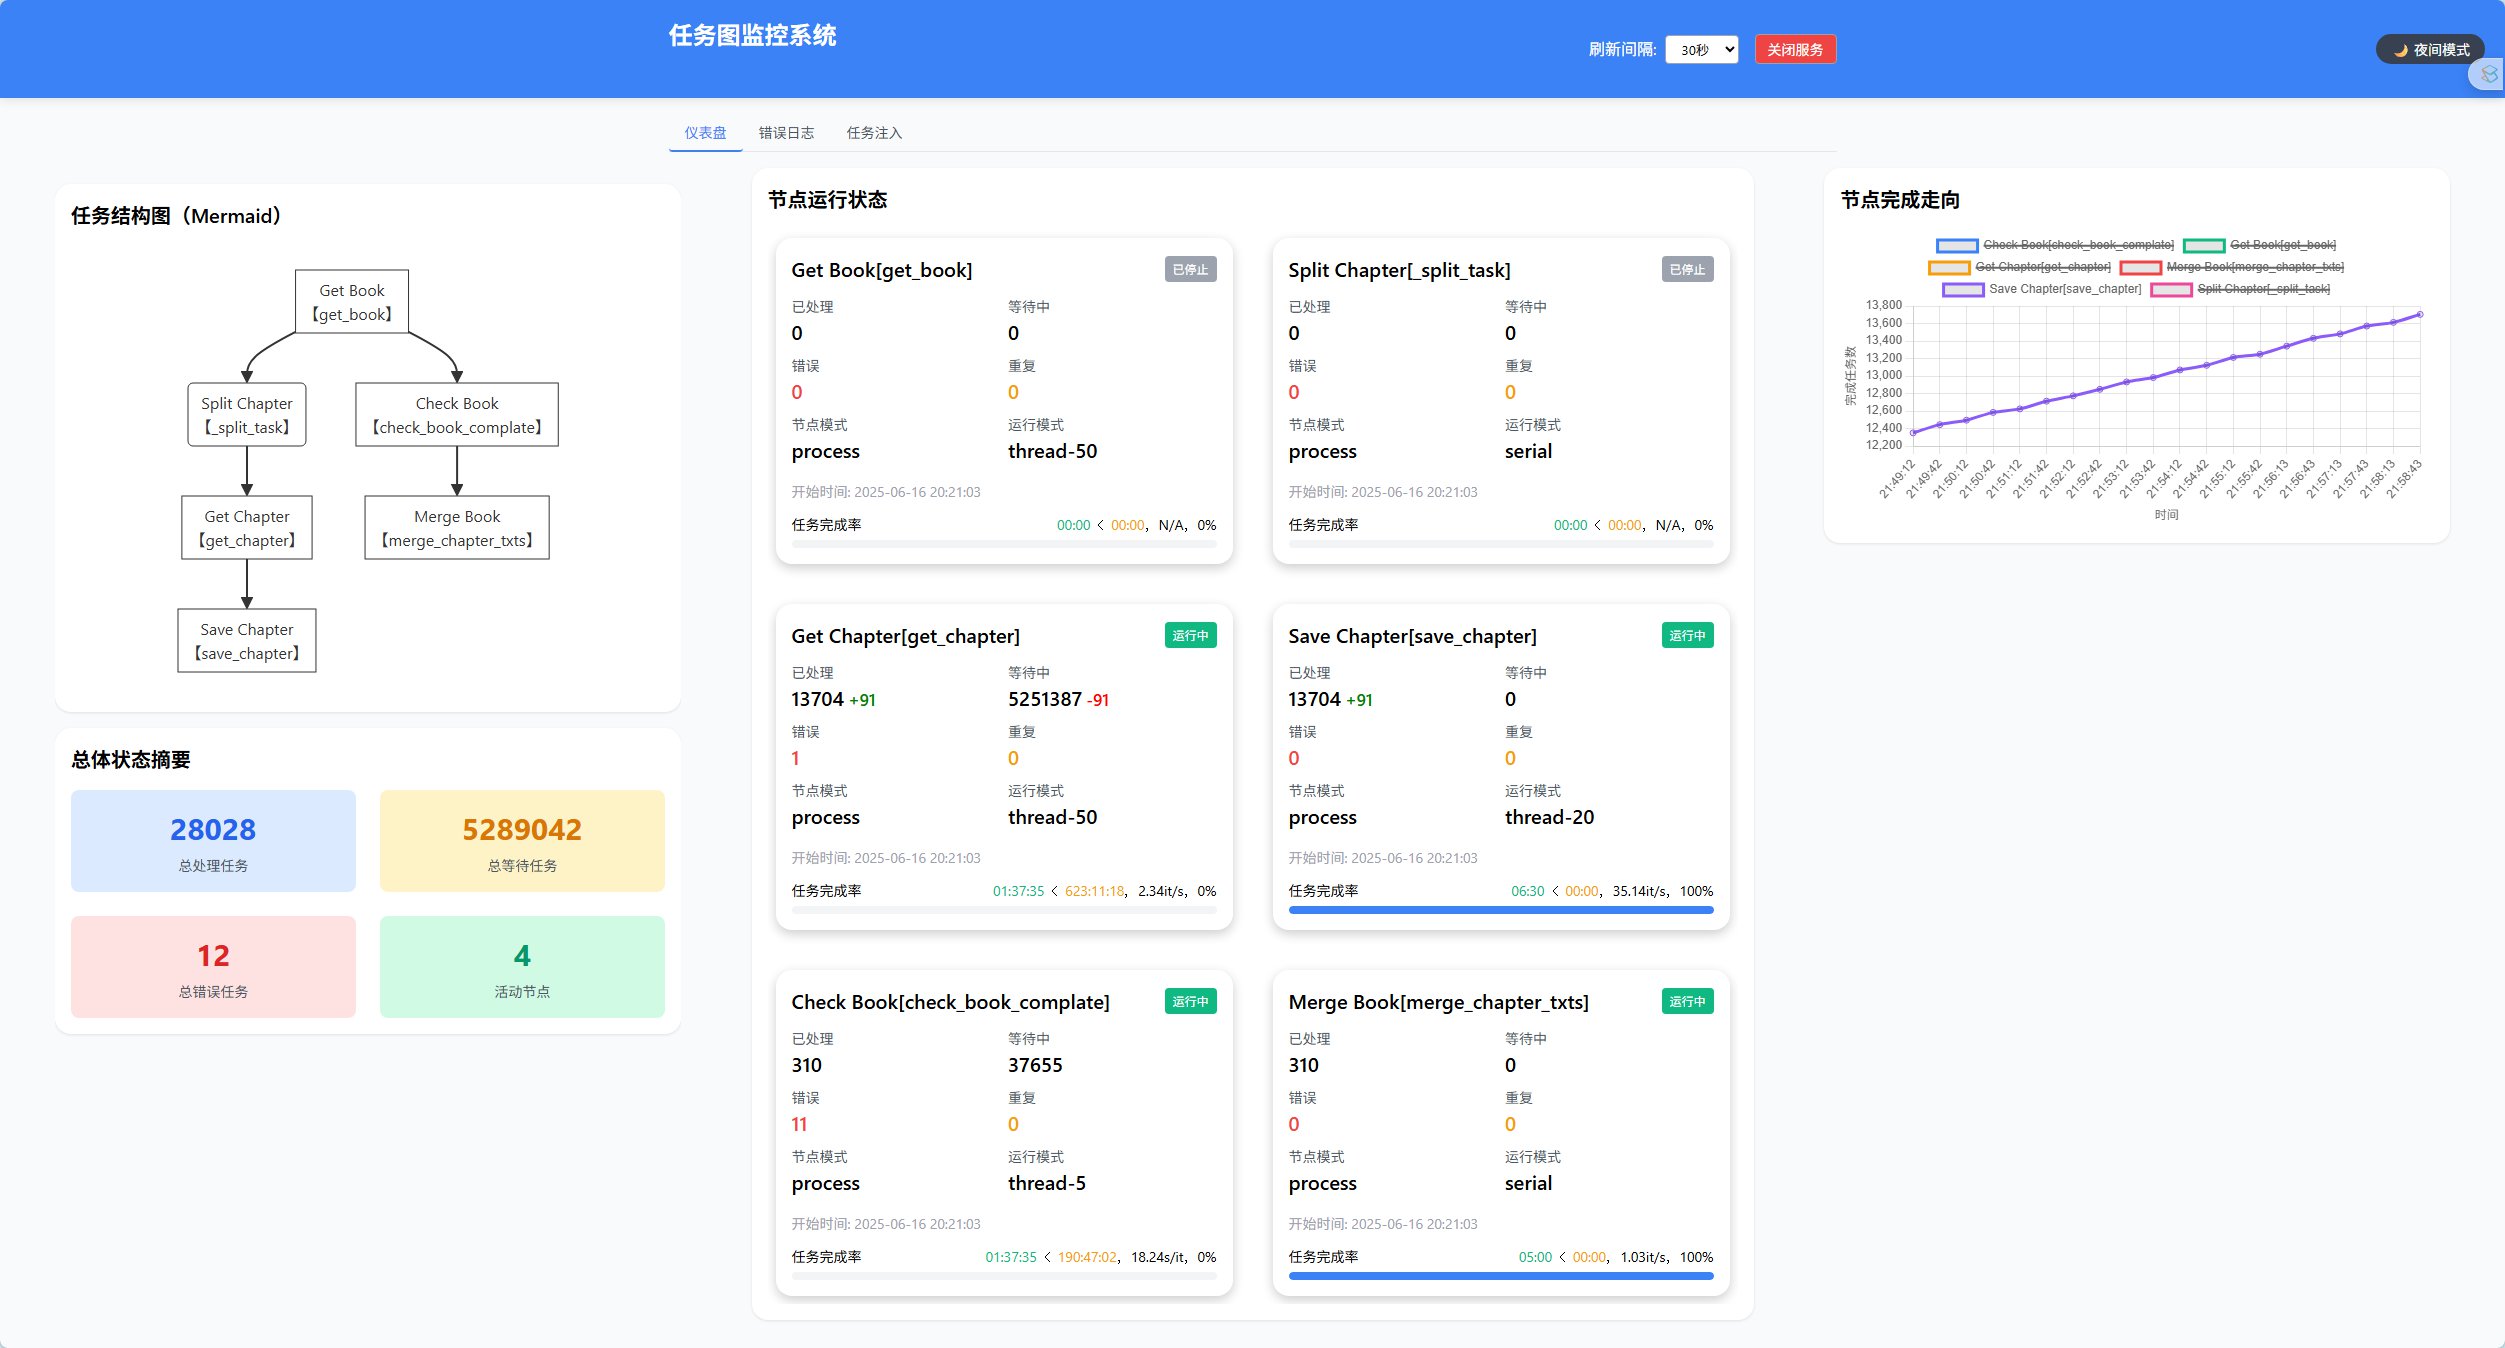 任务图监控系统
刷新间隔: 30秒 关闭服务
🌙 夜间模式
仪表盘 错误日志 任务注入
任务结构图（Mermaid）
Get Book
【get_book】
Split Chapter
【_split_task】
Check Book
【check_book_complate】
Get Chapter
【get_chapter】
Merge Book
【merge_chapter_txts】
Save Chapter
【save_chapter】
总体状态摘要
28028
总处理任务
5289042
总等待任务
12
总错误任务
4
活动节点
节点运行状态
Get Book[get_book] 已停止
已处理 等待中
0 0
错误 重复
0 0
节点模式 运行模式
process thread-50
开始时间: 2025-06-16 20:21:03
任务完成率 00:00 < 00:00, N/A, 0%
Split Chapter[_split_task] 已停止
已处理 等待中
0 0
错误 重复
0 0
节点模式 运行模式
process serial
开始时间: 2025-06-16 20:21:03
任务完成率 00:00 < 00:00, N/A, 0%
Get Chapter[get_chapter] 运行中
已处理 等待中
13704 +91 5251387 -91
错误 重复
1 0
节点模式 运行模式
process thread-50
开始时间: 2025-06-16 20:21:03
任务完成率 01:37:35 < 623:11:18, 2.34it/s, 0%
Save Chapter[save_chapter] 运行中
已处理 等待中
13704 +91 0
错误 重复
0 0
节点模式 运行模式
process thread-20
开始时间: 2025-06-16 20:21:03
任务完成率 06:30 < 00:00, 35.14it/s, 100%
Check Book[check_book_complate] 运行中
已处理 等待中
310 37655
错误 重复
11 0
节点模式 运行模式
process thread-5
开始时间: 2025-06-16 20:21:03
任务完成率 01:37:35 < 190:47:02, 18.24s/it, 0%
Merge Book[merge_chapter_txts] 运行中
已处理 等待中
310 0
错误 重复
0 0
节点模式 运行模式
process serial
开始时间: 2025-06-16 20:21:03
任务完成率 05:00 < 00:00, 1.03it/s, 100%
节点完成走向
Check Book[check_book_complate] Get Book[get_book]
Get Chapter[get_chapter] Merge Book[merge_chapter_txts]
Save Chapter[save_chapter] Split Chapter[_split_task]
完成任务数
13,800
13,600
13,400
13,200
13,000
12,800
12,600
12,400
12,200
21:49:12 21:49:42 21:50:12 21:50:42 21:51:12 21:51:42 21:52:12 21:52:42 21:53:12 21:53:42 21:54:12 21:54:42 21:55:12 21:55:42 21:56:13 21:56:43 21:57:13 21:57:43 21:58:13 21:58:43
时间